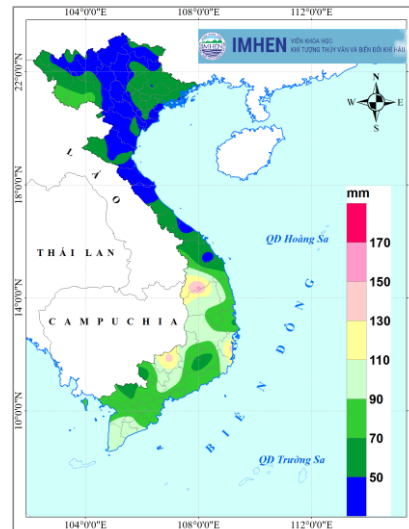 104°0'0"E
108°0'0"E
112°0'0"E
IMHEN
VIỆN KHOA HỌC
KHÍ TƯỢNG THỦY VĂN VÀ BIẾN ĐỔI KHÍ HẬU
22°0'0"N
N
W E
S
LÀO
18°0'0"N
mm
QĐ Hoàng Sa
THÁI LAN
170
150
14°0'0"N
CAMPUCHIA
130
110
BIỂN ĐÔNG
90
70
10°0'0"N
QĐ Trường Sa
50
104°0'0"E
108°0'0"E
112°0'0"E